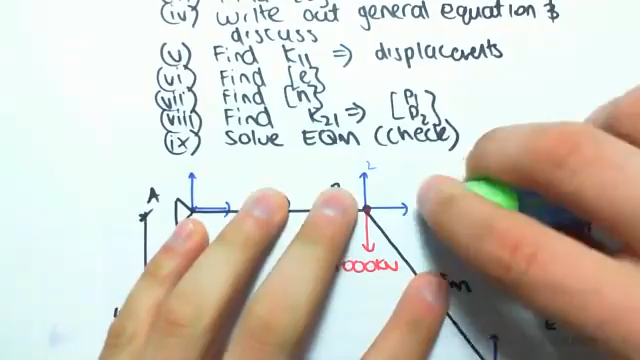 (iv) write out general equation &
discuss
(v) Find K11 => displacements
(vi) Find [e]
(vii) Find [n]
(viii) Find K21 => [P1 P2]
(ix) Solve EQM (check)
A
2
1000KN
m
E